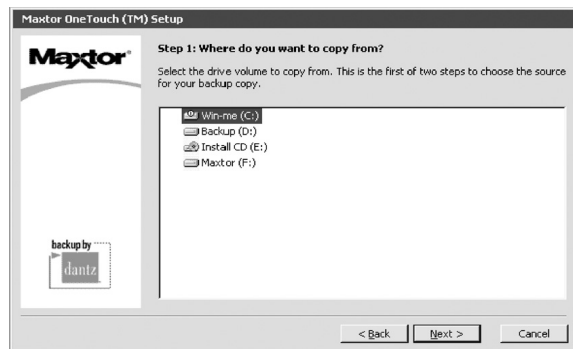 Maxtor OneTouch (TM) Setup
Maxtor®
Step 1: Where do you want to copy from?
Select the drive volume to copy from. This is the first of two steps to choose the source
for your backup copy.
Win-me (C:)
Backup (D:)
Install CD (E:)
Maxtor (F:)
backup by
dantz
< Back
Next >
Cancel